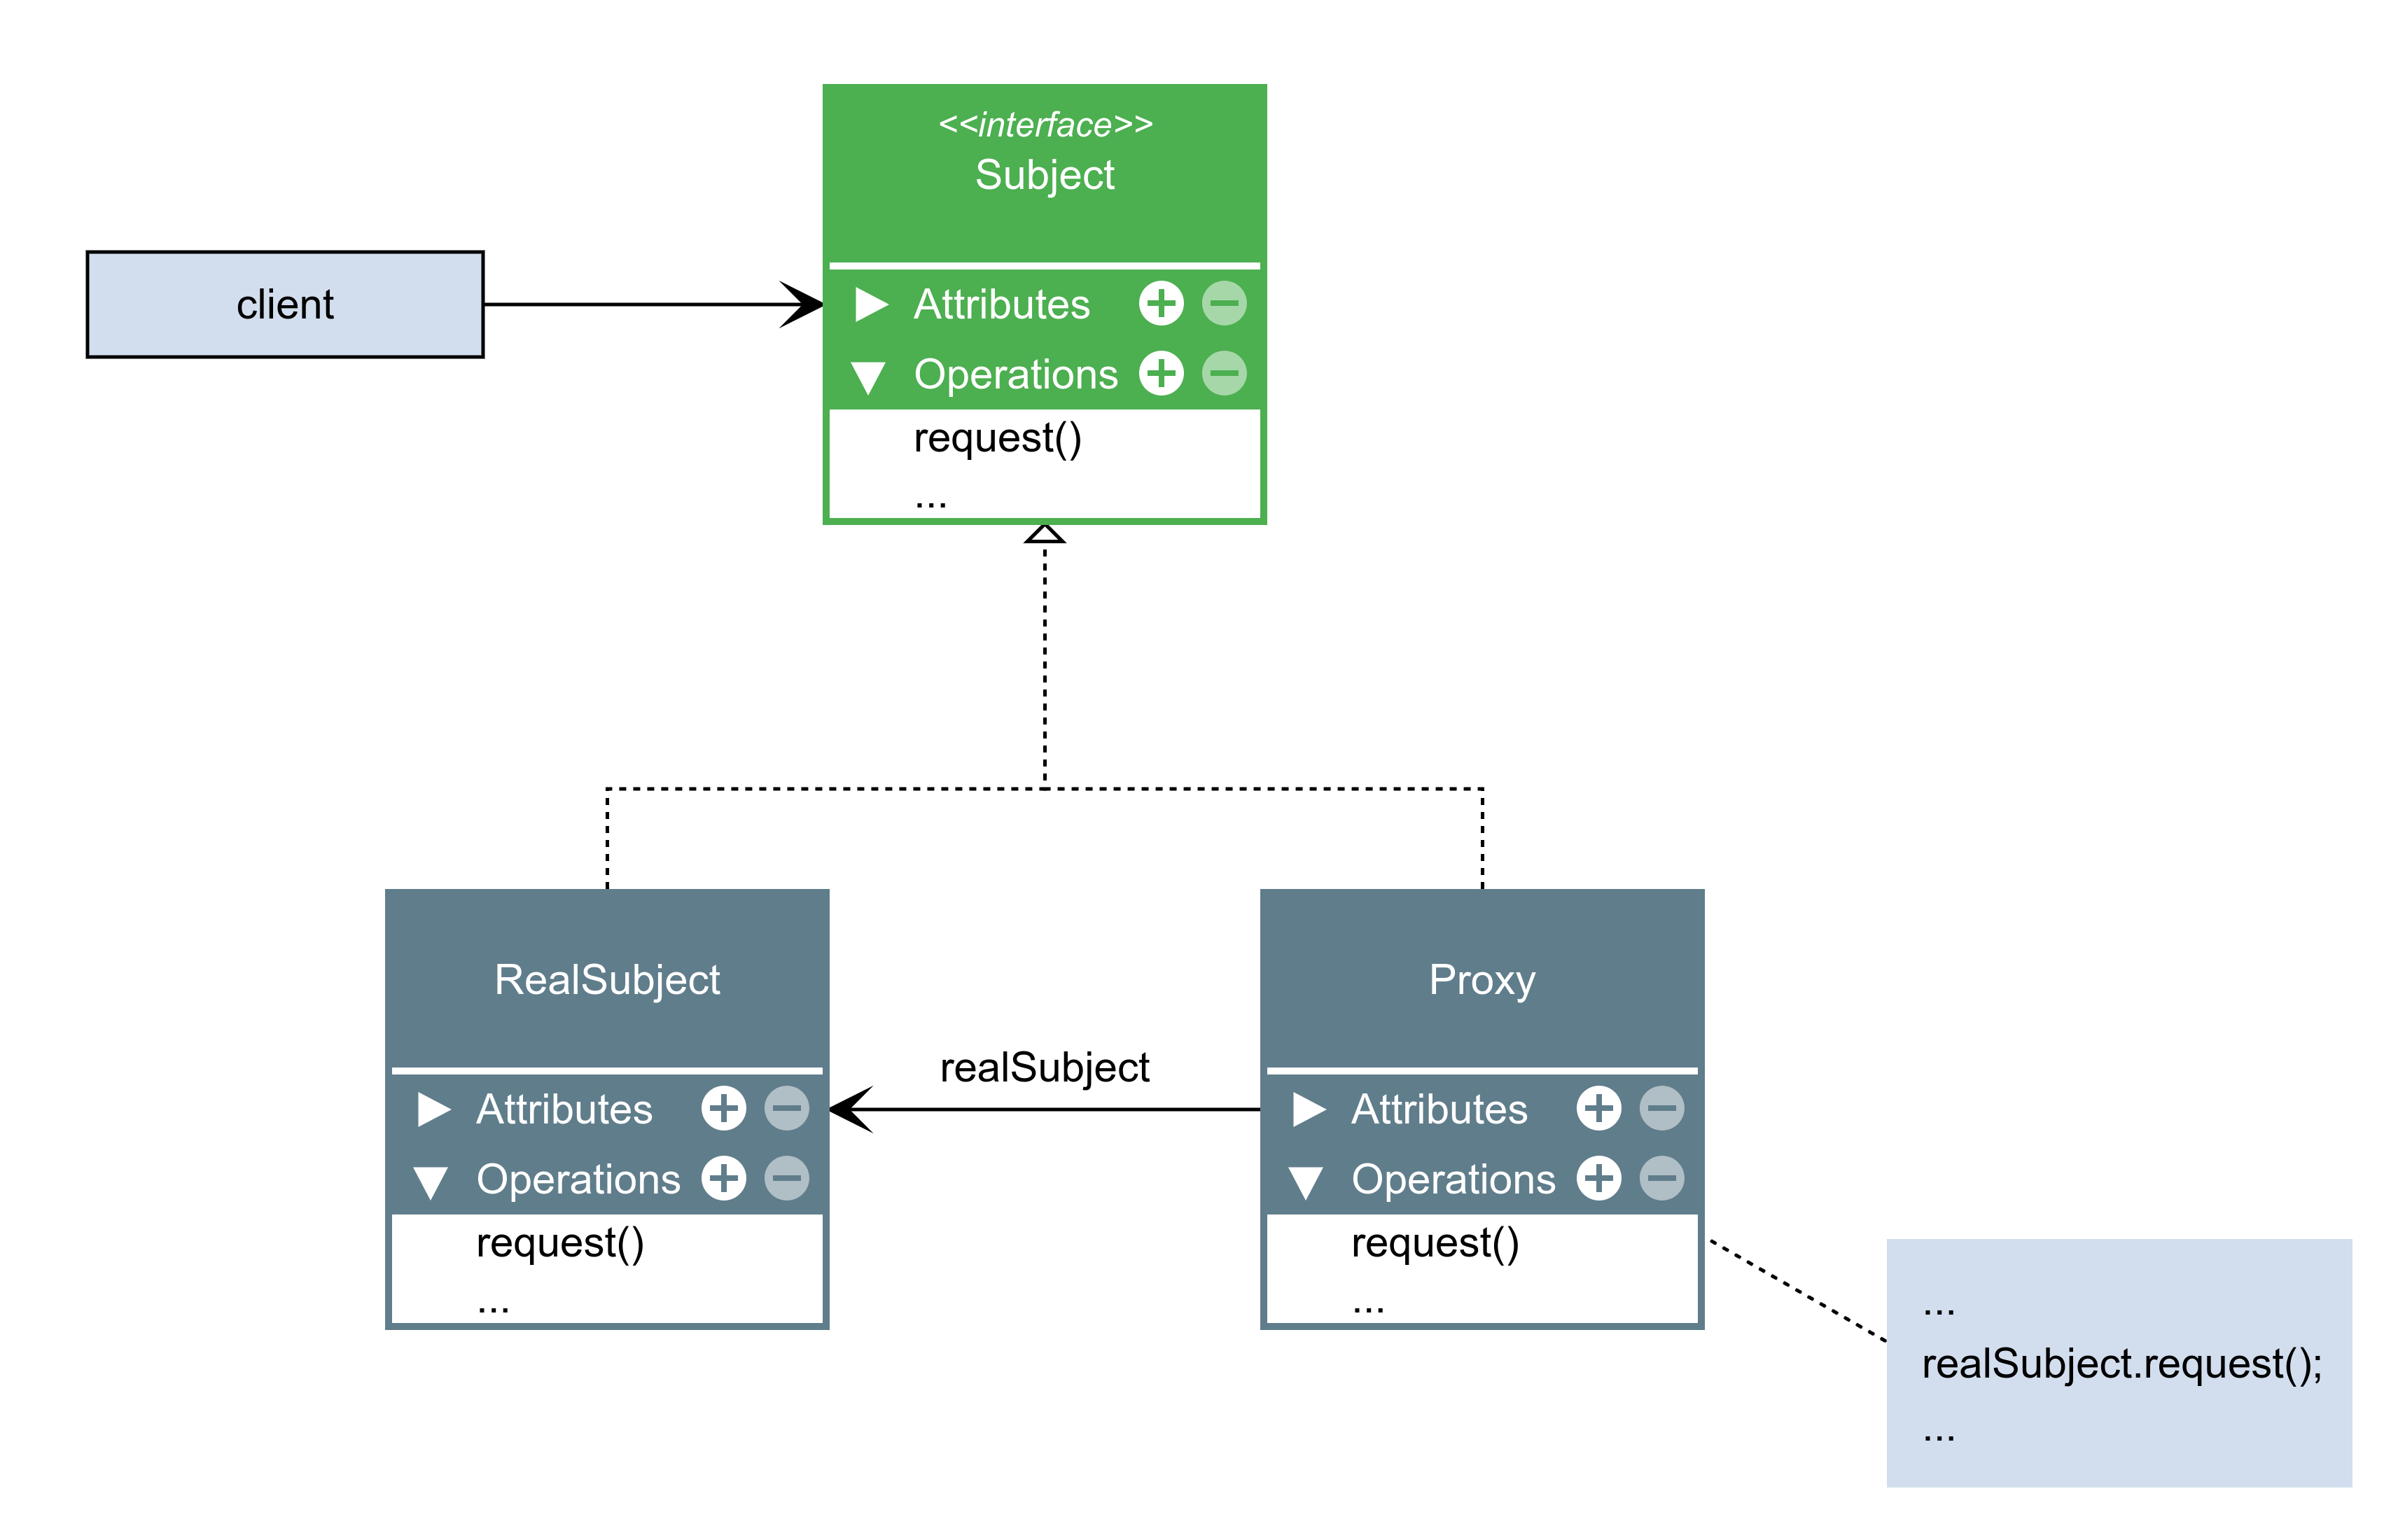 <<interface>>
Subject
client
Attributes
Operations
request()
...
RealSubject
Attributes
Operations
request()
...
realSubject
Proxy
Attributes
Operations
request()
...
...
realSubject.request();
...